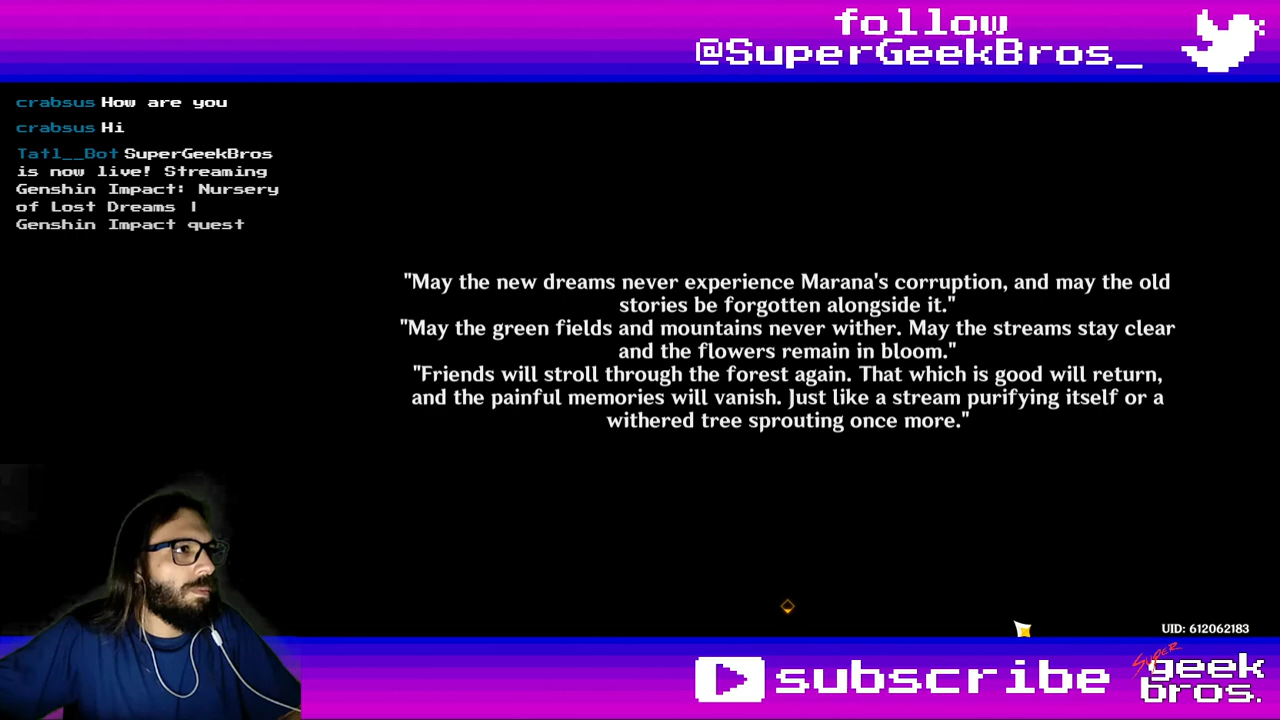 follow
@SuperGeekBros_
crabsus How are you
crabsus Hi
Tatl__Bot SuperGeekBros
is now live! Streaming
Genshin Impact: Nursery
of Lost Dreams |
Genshin Impact quest
"May the new dreams never experience Marana's corruption, and may the old
stories be forgotten alongside it."
"May the green fields and mountains never wither. May the streams stay clear
and the flowers remain in bloom."
"Friends will stroll through the forest again. That which is good will return,
and the painful memories will vanish. Just like a stream purifying itself or a
withered tree sprouting once more."
UID: 612062183
subscribe
SUPER
geek
bros.